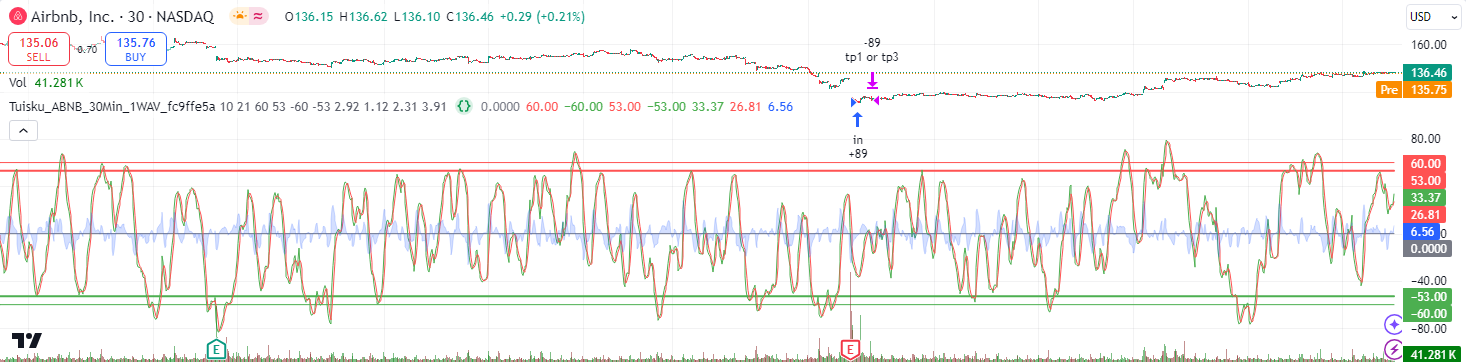 Airbnb, Inc. · 30 · NASDAQ O136.15 H136.62 L136.10 C136.46 +0.29 (+0.21%)
USD
135.06
SELL
0.70
135.76
BUY
160.00
-89
tp1 or tp3
Vol 41.281 K
136.46
Pre 135.75
Tuisku_ABNB_30Min_1WAV_fc9ffe5a 10 21 60 53 -60 -53 2.92 1.12 2.31 3.91 0.0000 60.00 −60.00 53.00 −53.00 33.37 26.81 6.56
in
+89
80.00
60.00
53.00
33.37
26.81
6.56
0.0000
−40.00
−53.00
−60.00
−80.00
E
E
41.281 K